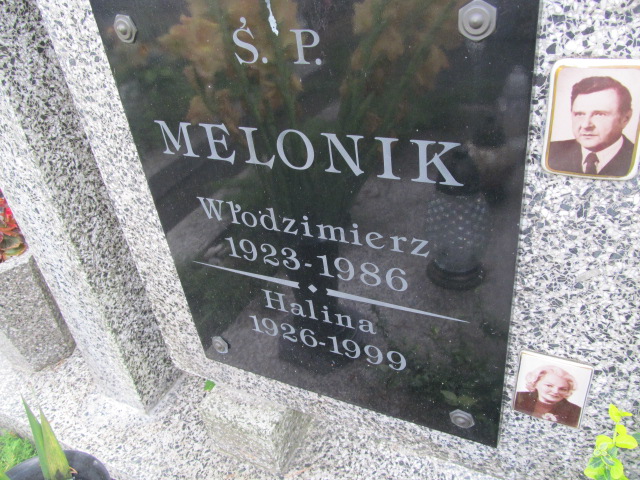 Ś. P.
MELONIK
Włodzimierz
1923-1986
Halina
1926-1999